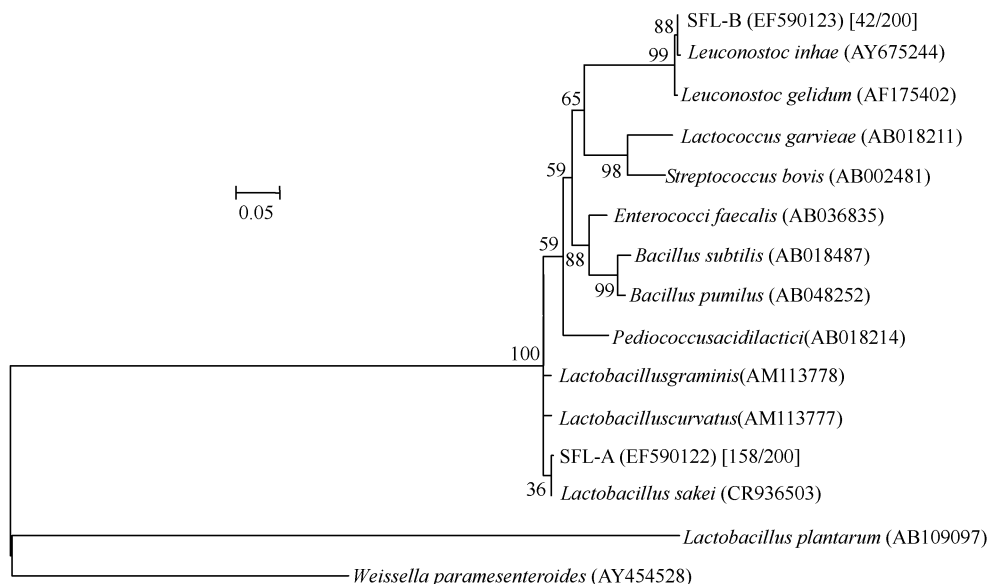 88
SFL-B (EF590123) [42/200]
99
Leuconostoc inhae (AY675244)
65
Leuconostoc gelidum (AF175402)
Lactococcus garvieae (AB018211)
59
98
Streptococcus bovis (AB002481)
0.05
Enterococci faecalis (AB036835)
59
88
Bacillus subtilis (AB018487)
99
Bacillus pumilus (AB048252)
Pediococcusacidilactici(AB018214)
100
Lactobacillusgraminis(AM113778)
Lactobacilluscurvatus(AM113777)
SFL-A (EF590122) [158/200]
36
Lactobacillus sakei (CR936503)
Lactobacillus plantarum (AB109097)
Weissella paramesenteroides (AY454528)